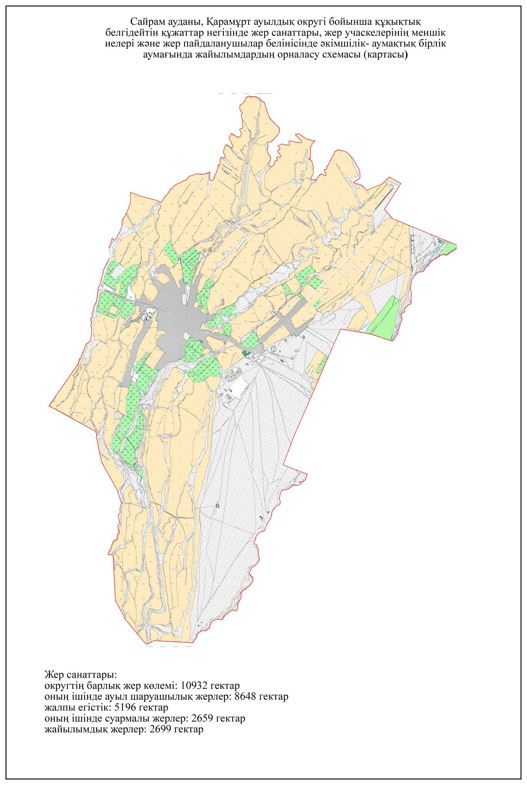 Сайрам ауданы, Қарамұрт ауылдық округі бойынша құқықтық
белгідейтін құжаттар негізінде жер санаттары, жер учаскелерінің меншік
иелері және жер пайдаланушылар белінісінде әкімшілік- аумақтық бірлік
аумағында жайылымдардың орналасу схемасы (картасы)
6
Жер санаттары:
округтің барлық жер көлемі: 10932 гектар
оның ішінде ауыл шаруашылық жерлер: 8648 гектар
жалпы егістік: 5196 гектар
оның ішінде суармалы жерлер: 2659 гектар
жайылымдық жерлер: 2699 гектар